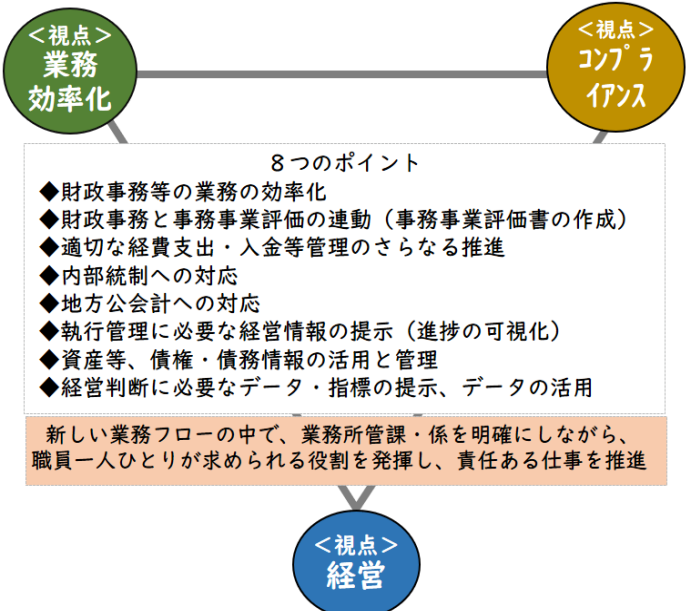 ＜視点＞
業務
効率化
＜視点＞
ｺﾝﾌﾟﾗ
ｲｱﾝｽ
８つのポイント
◆財政事務等の業務の効率化
◆財政事務と事務事業評価の連動（事務事業評価書の作成）
◆適切な経費支出・入金等管理のさらなる推進
◆内部統制への対応
◆地方公会計への対応
◆執行管理に必要な経営情報の提示（進捗の可視化）
◆資産等、債権・債務情報の活用と管理
◆経営判断に必要なデータ・指標の提示、データの活用
新しい業務フローの中で、業務所管課・係を明確にしながら、
職員一人ひとりが求められる役割を発揮し、責任ある仕事を推進
＜視点＞
経営